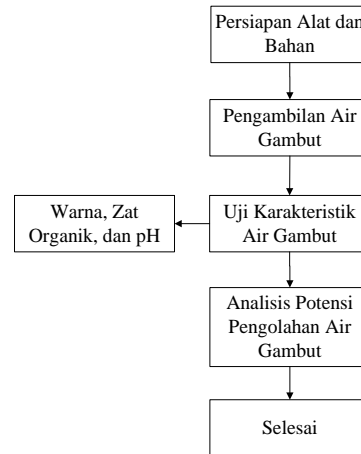 Persiapan Alat dan
Bahan
Pengambilan Air
Gambut
Uji Karakteristik
Air Gambut
Warna, Zat
Organik, dan pH
Analisis Potensi
Pengolahan Air
Gambut
Selesai